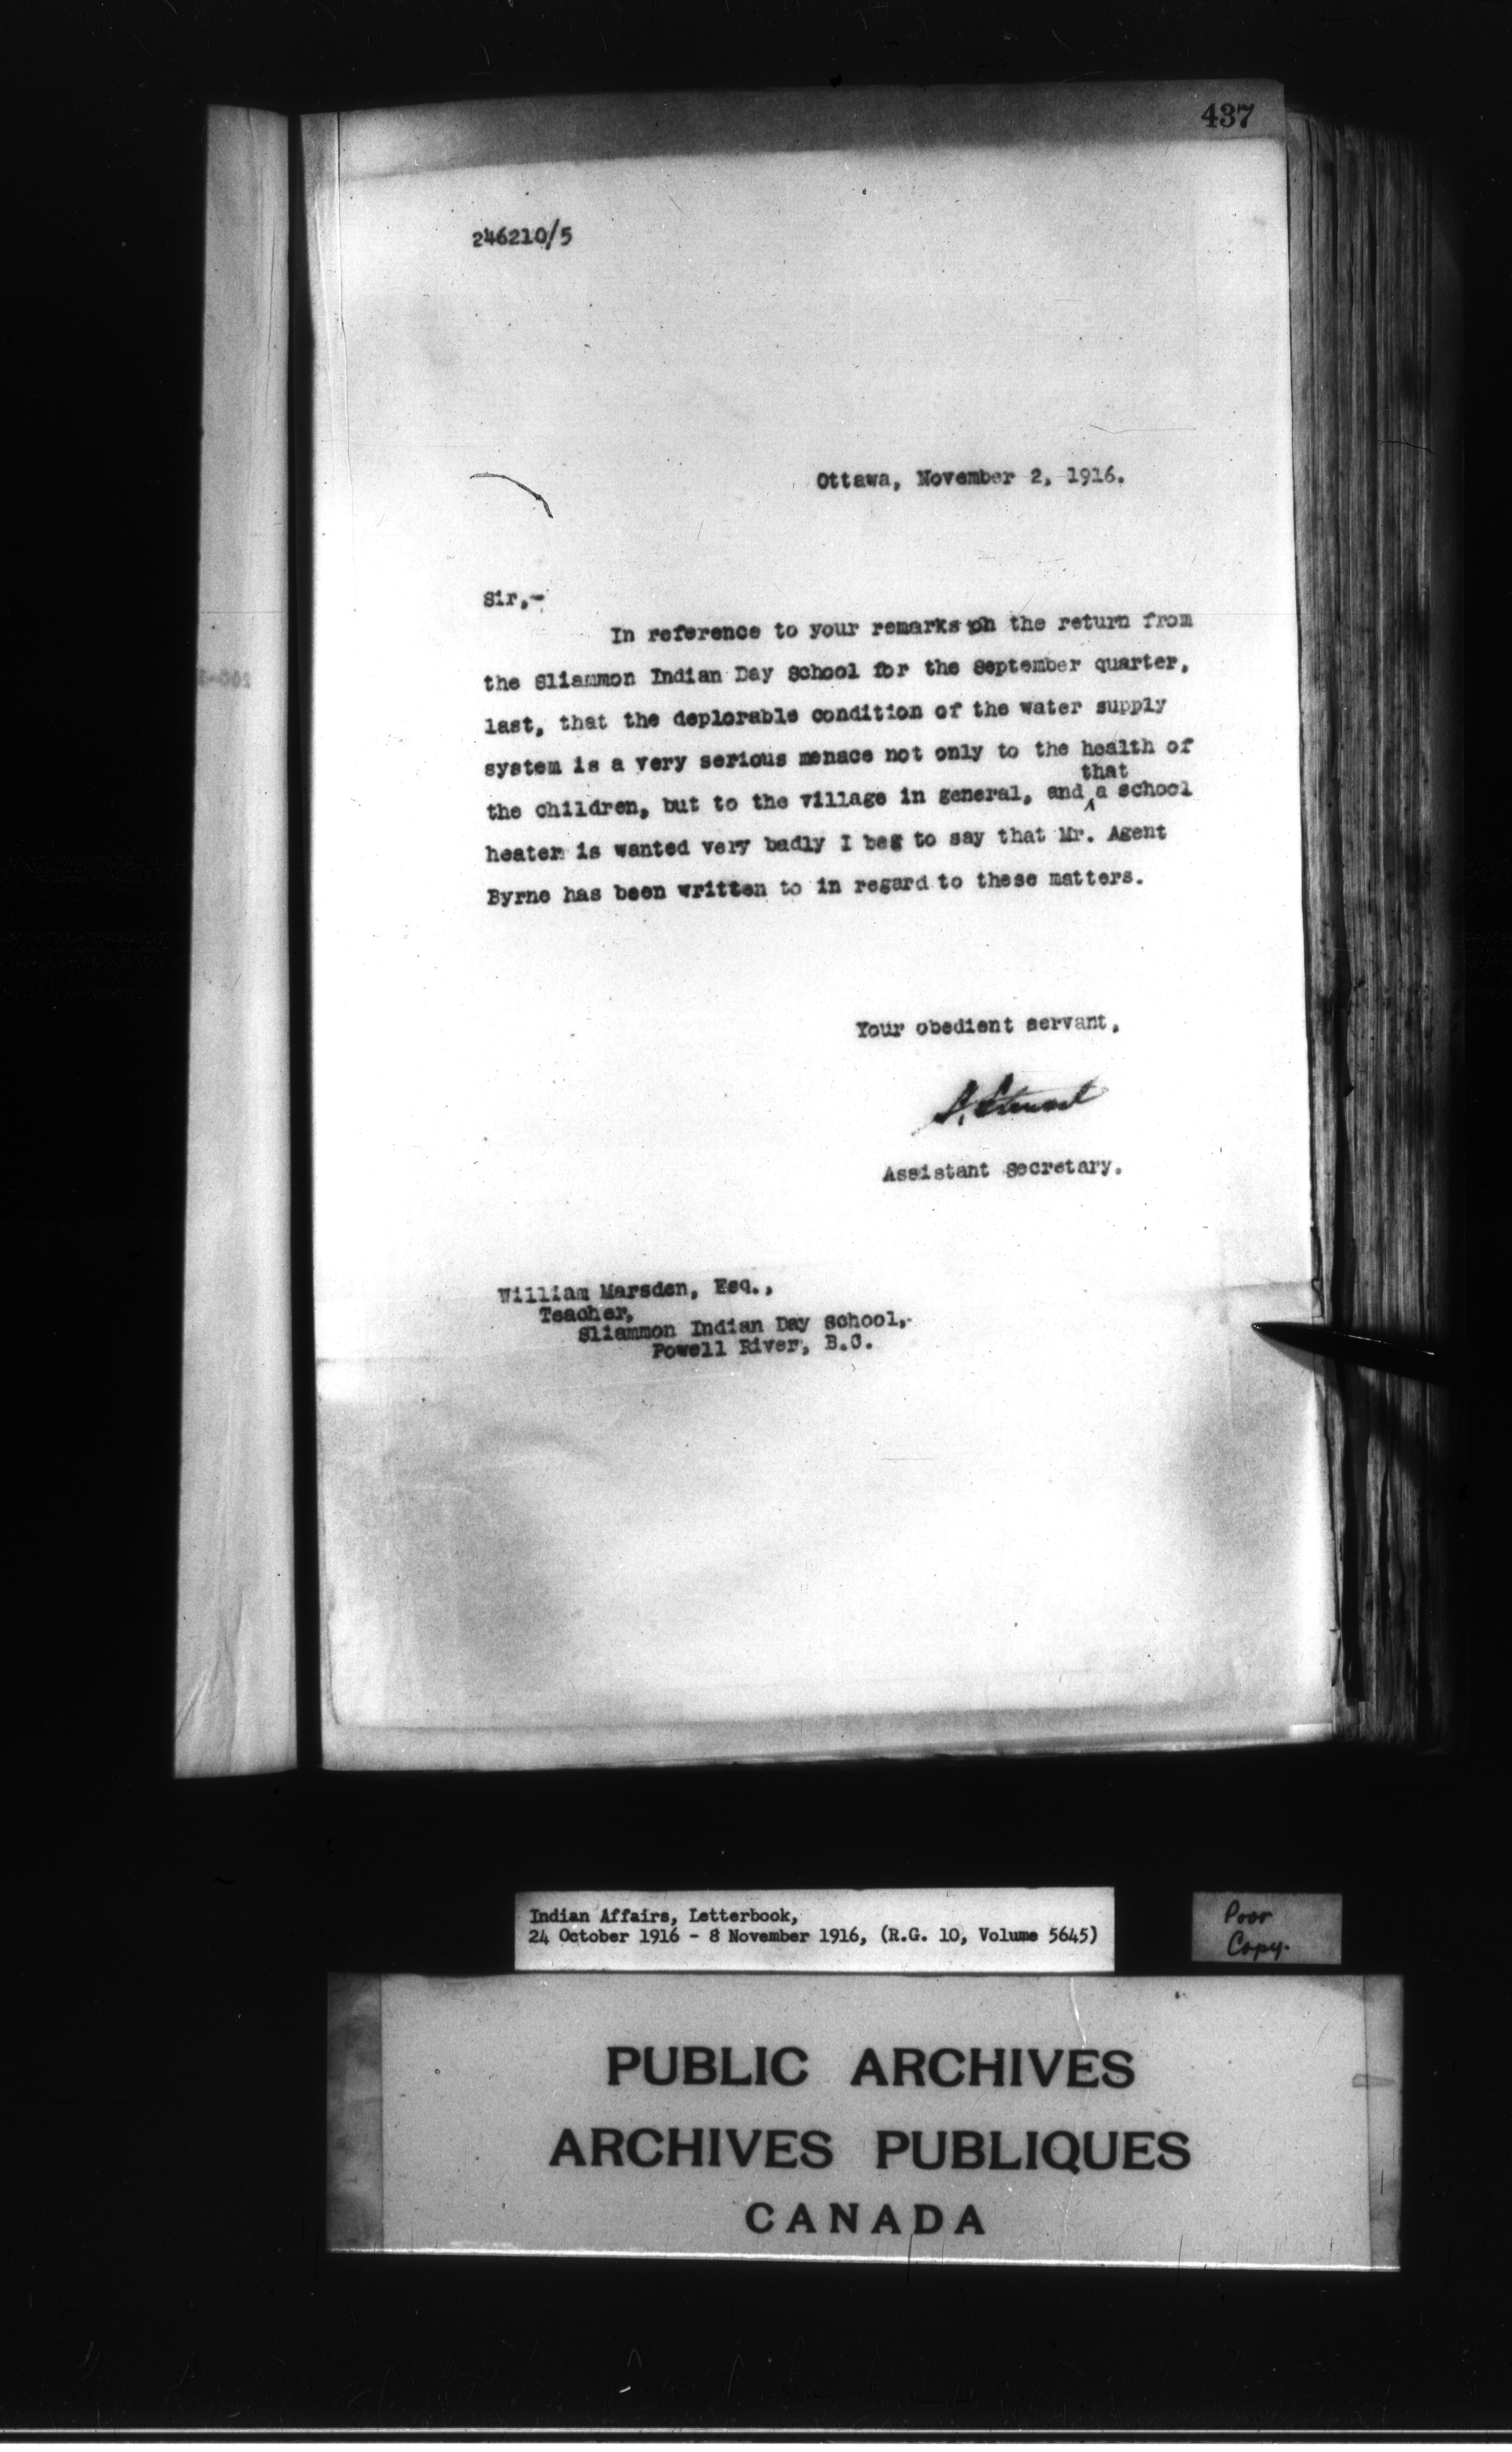 437
246210/5
Ottawa, November 2, 1916.
Sir,-
In reference to your remarks on the return from
the Sliammon Indian Day School for the September quarter,
last, that the deplorable condition of the water supply
system is a very serious menace not only to the health of
that
the children, but to the village in general, and a school
heater is wanted very badly I beg to say that Mr. Agent
Byrne has been written to in regard to these matters.
Your obedient servant,
S. Stewart
Assistant Secretary.
William Marsden, Esq.,
Teacher,
Sliammon Indian Day School,
Powell River, B.C.
Indian Affairs, Letterbook,
24 October 1916 - 8 November 1916, (R.G. 10, Volume 5645)
Poor
Copy.
PUBLIC ARCHIVES
ARCHIVES PUBLIQUES
CANADA